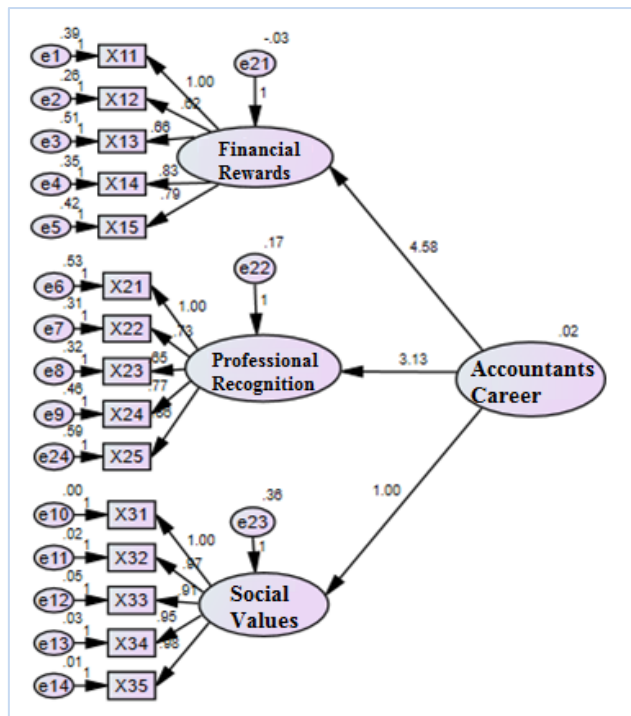 .39
e1 1 X11
.26
e2 1 X12
.51
e3 1 X13
.35
e4 1 X14
.42
e5 1 X15
1.00
.62
.66
.83
.79
-.03
e21
1
Financial
Rewards
4.58
.53
e6 1 X21
.31
e7 1 X22
.32
e8 1 X23
.46
e9 1 X24
.59
e24 1 X25
1.00
.73
.65
.77
.17
e22
1
Professional
Recognition
3.13
.02
Accountants
Career
1.00
.00
e10 1 X31
.02
e11 1 X32
.05
e12 1 X33
.03
e13 1 X34
.01
e14 1 X35
1.00
.97
.91
.95
.98
.36
e23
1
Social
Values